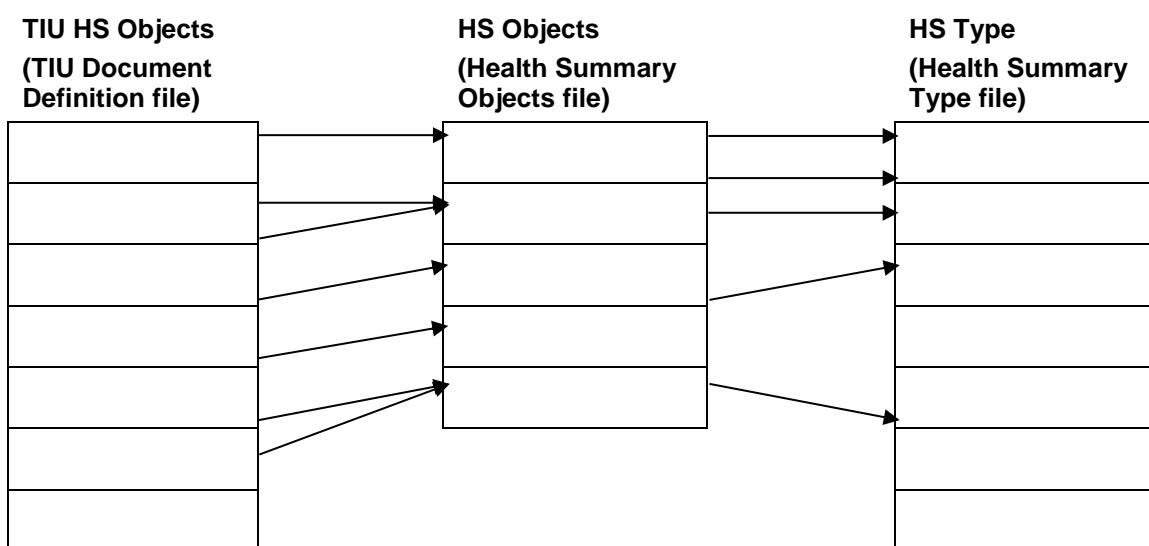 TIU HS Objects
(TIU Document
Definition file)
HS Objects
(Health Summary
Objects file)
HS Type
(Health Summary
Type file)